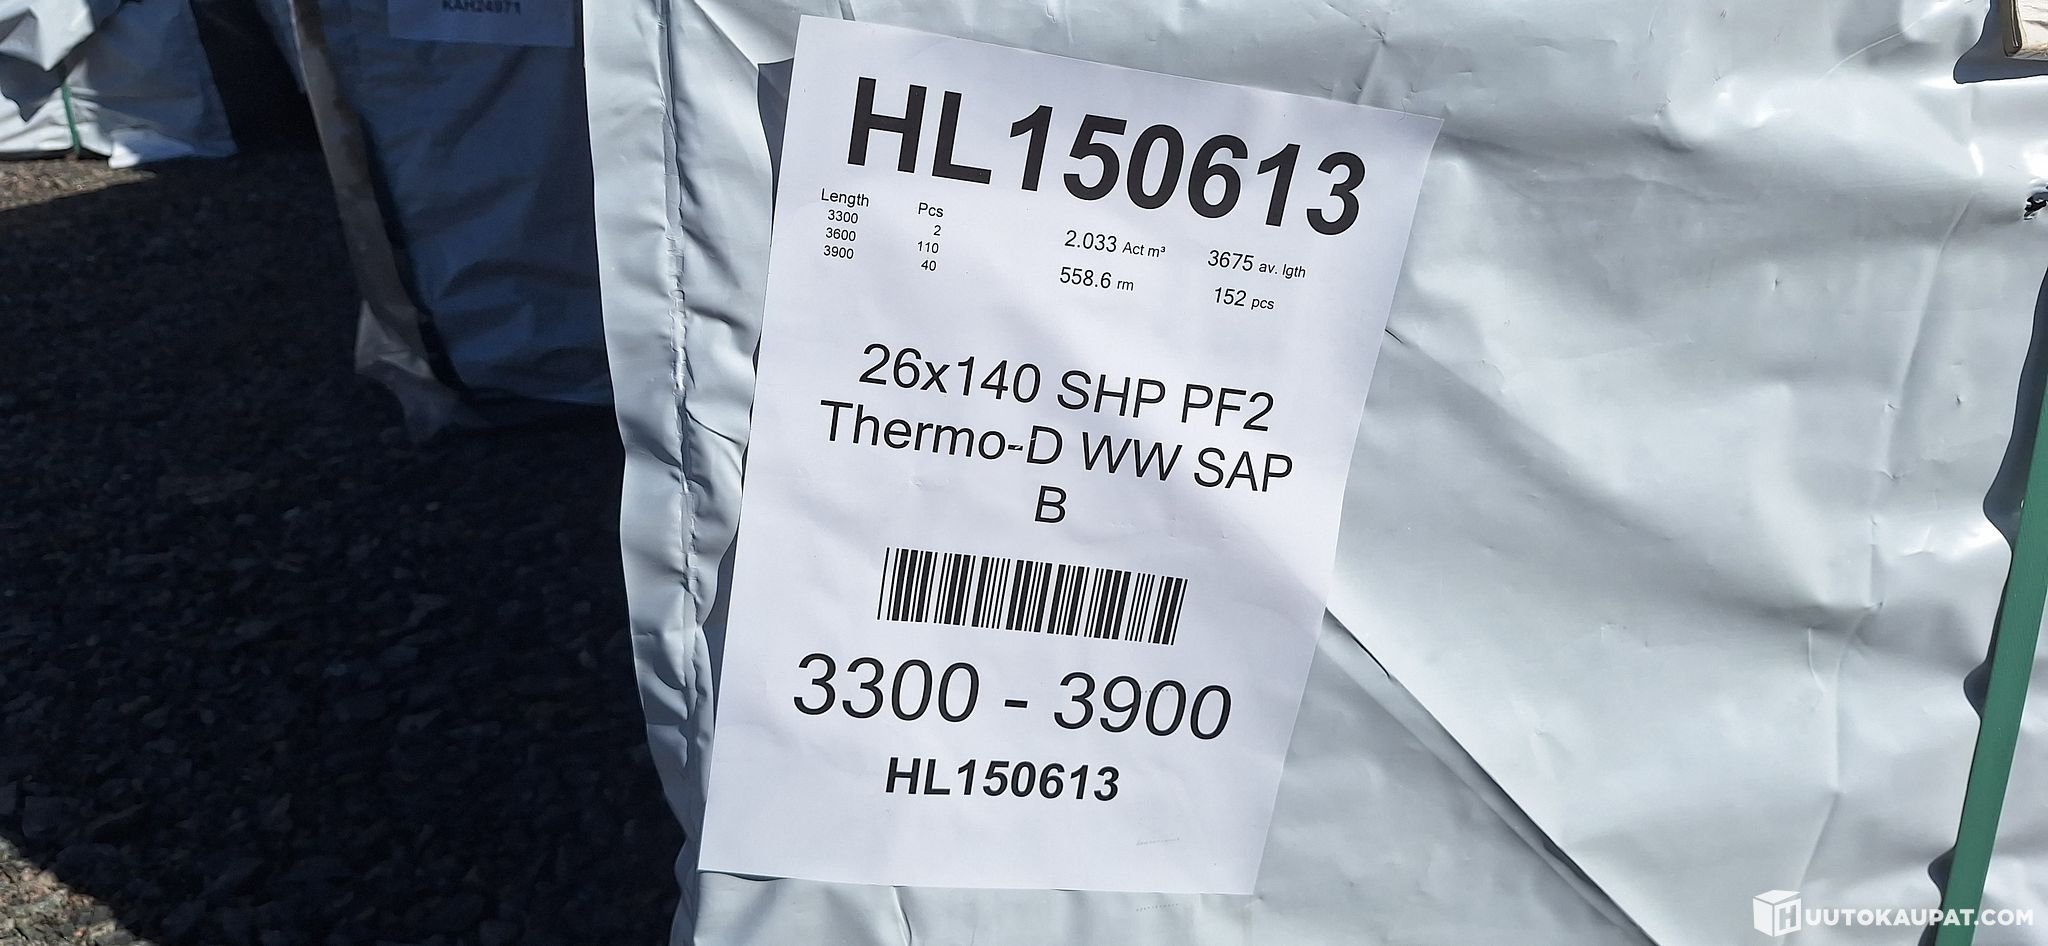 KAH24971
HL150613
Length Pcs
3300 2
3600 110
3900 40
2.033 Act m³ 3675 av. lgth
558.6 rm 152 pcs
26x140 SHP PF2
Thermo-D WW SAP
B
3300 - 3900
HL150613
HUUTOKAUPAT.COM